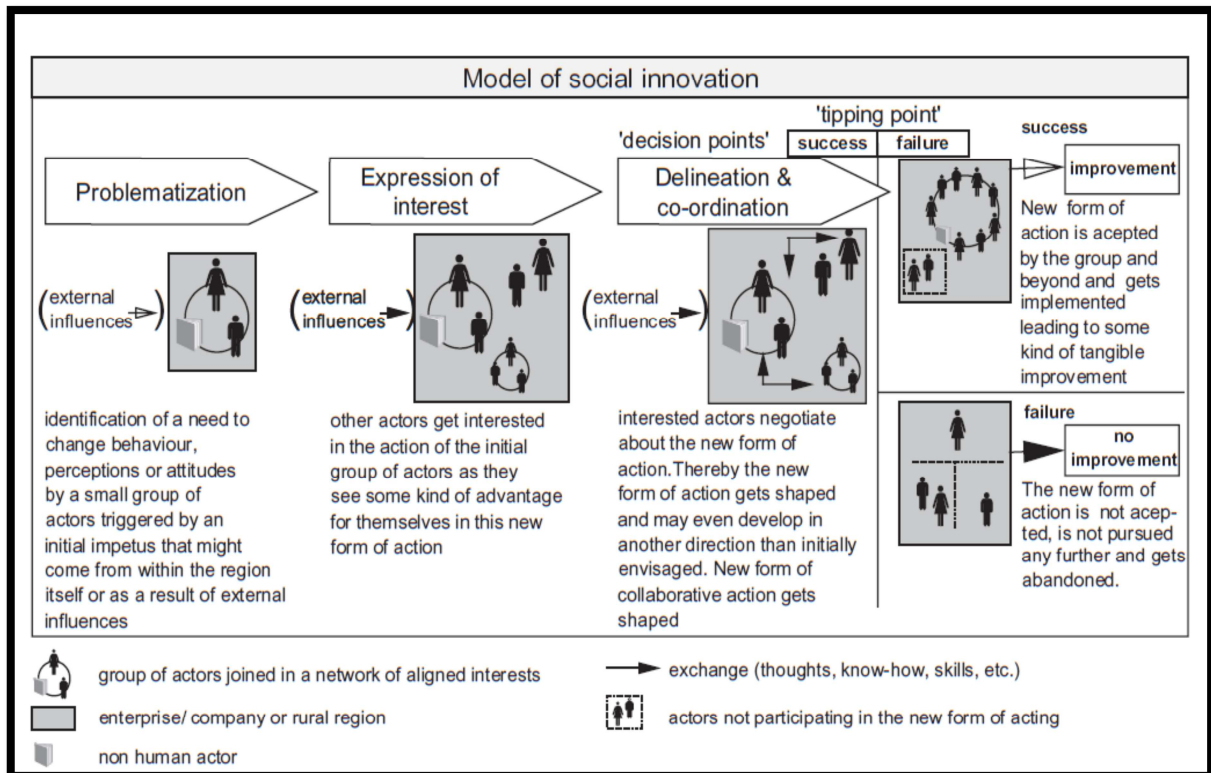 Model of social innovation
'tipping point'
'decision points'
success
failure
Problematization
Expression of
interest
Delineation &
co-ordination
(external
influences)
(external
influences)
(external
influences)
identification of a need to
change behaviour,
perceptions or attitudes
by a small group of
actors triggered by an
initial impetus that might
come from within the region
itself or as a result of external
influences
other actors get interested
in the action of the initial
group of actors as they
see some kind of advantage
for themselves in this new
form of action
interested actors negotiate
about the new form of
action.Thereby the new
form of action gets shaped
and may even develop in
another direction than initially
envisaged. New form of
collaborative action gets
shaped
success
improvement
New form of
action is acepted
by the group and
beyond and gets
implemented
leading to some
kind of tangible
improvement
failure
no
improvement
The new form of
action is not acep-
ted, is not pursued
any further and gets
abandoned.
group of actors joined in a network of aligned interests
enterprise/ company or rural region
non human actor
exchange (thoughts, know-how, skills, etc.)
actors not participating in the new form of acting